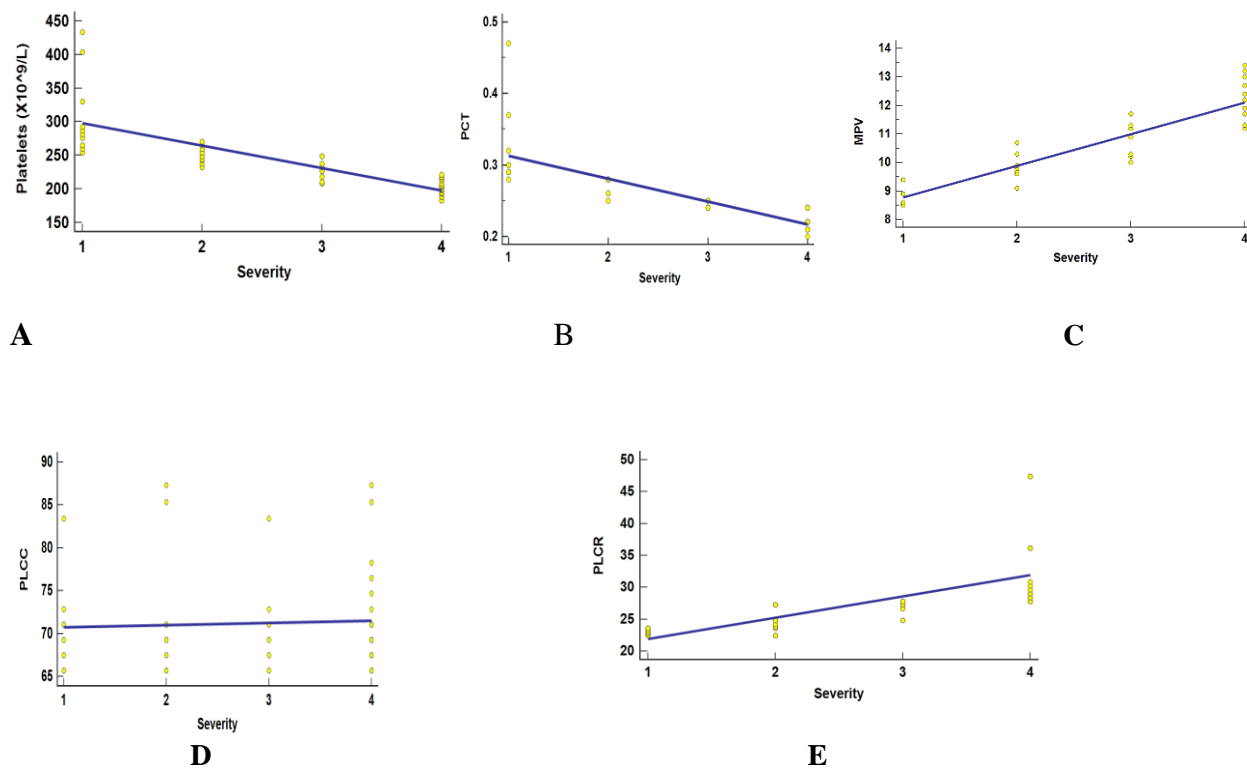 Platelets (X10^9/L)
450
400
350
300
250
200
150
1 2 3 4
Severity
PCT
0.5
0.4
0.3
0.2
1 2 3 4
Severity
MPV
14
13
12
11
10
9
8
1 2 3 4
Severity
A B C
PLCC
90
85
80
75
70
65
1 2 3 4
Severity
PLCR
50
45
40
35
30
25
20
1 2 3 4
Severity
D E